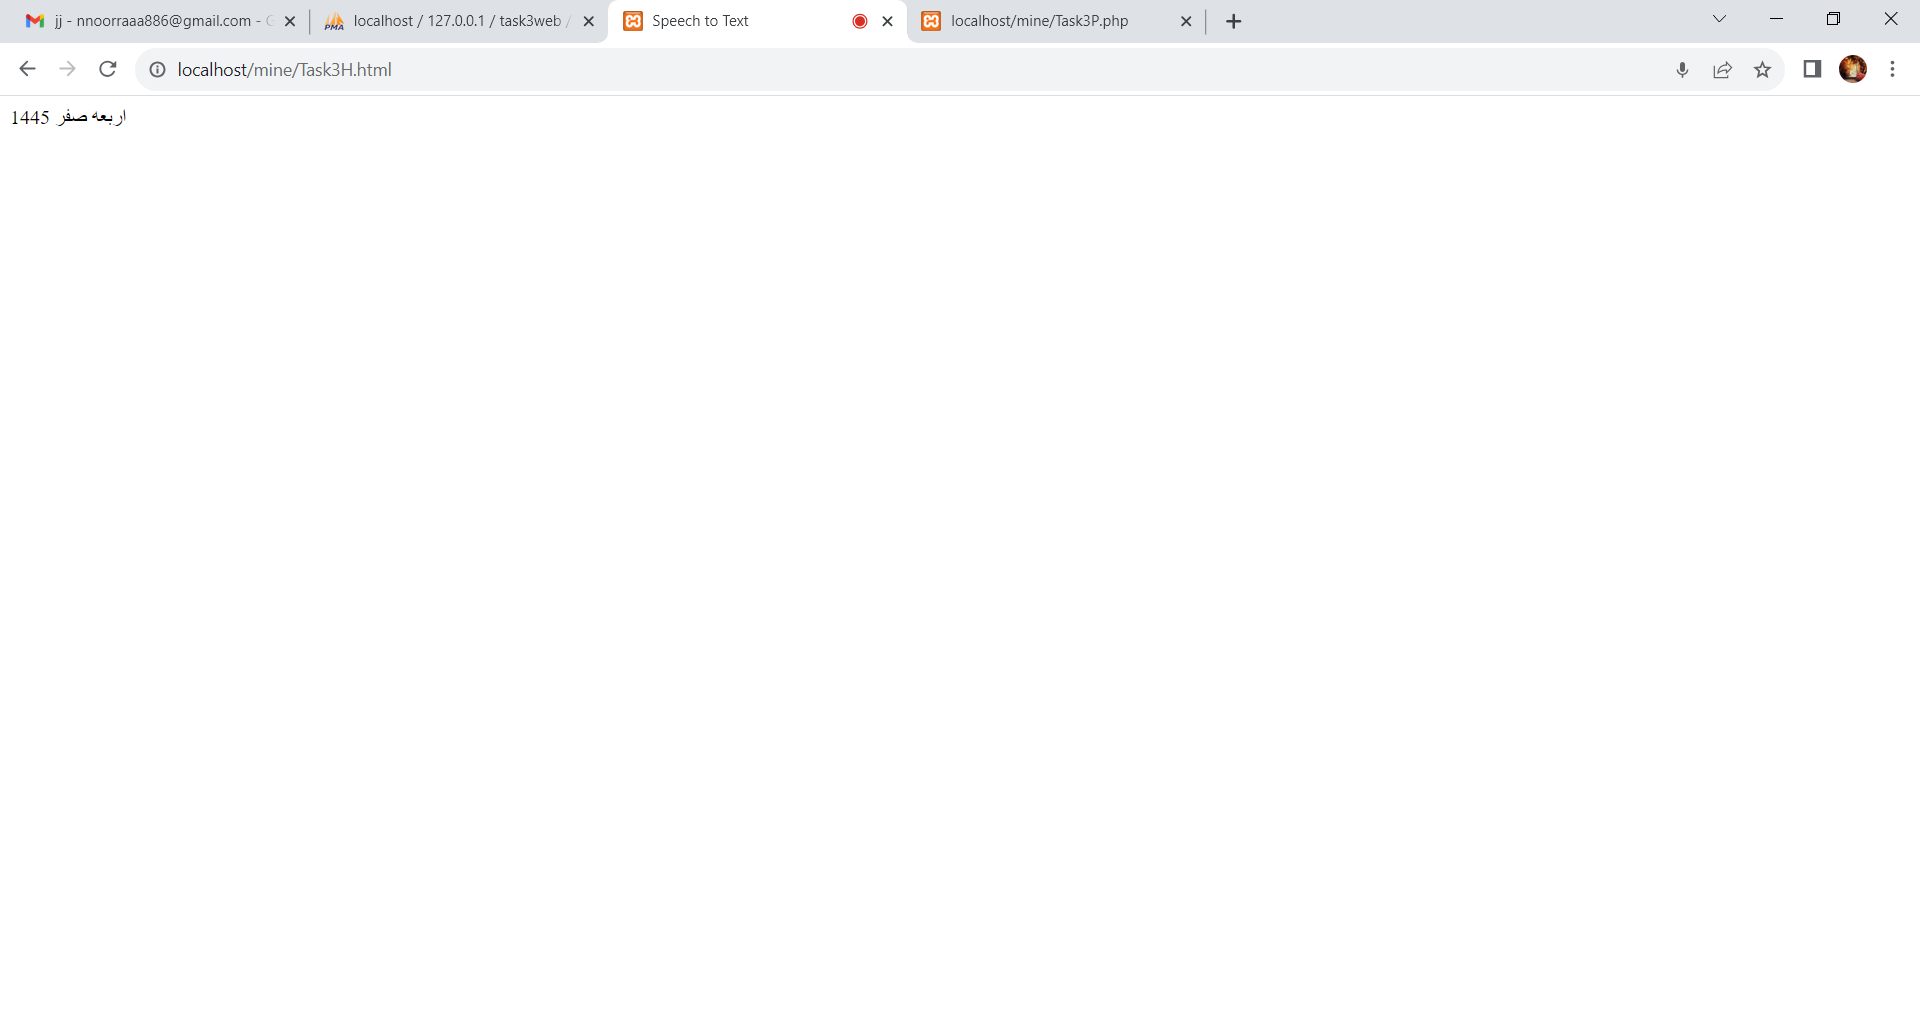 jj - nnoorraaa886@gmail.com - G
localhost / 127.0.0.1 / task3web /
Speech to Text
localhost/mine/Task3P.php
localhost/mine/Task3H.html
اربعه صفر 1445